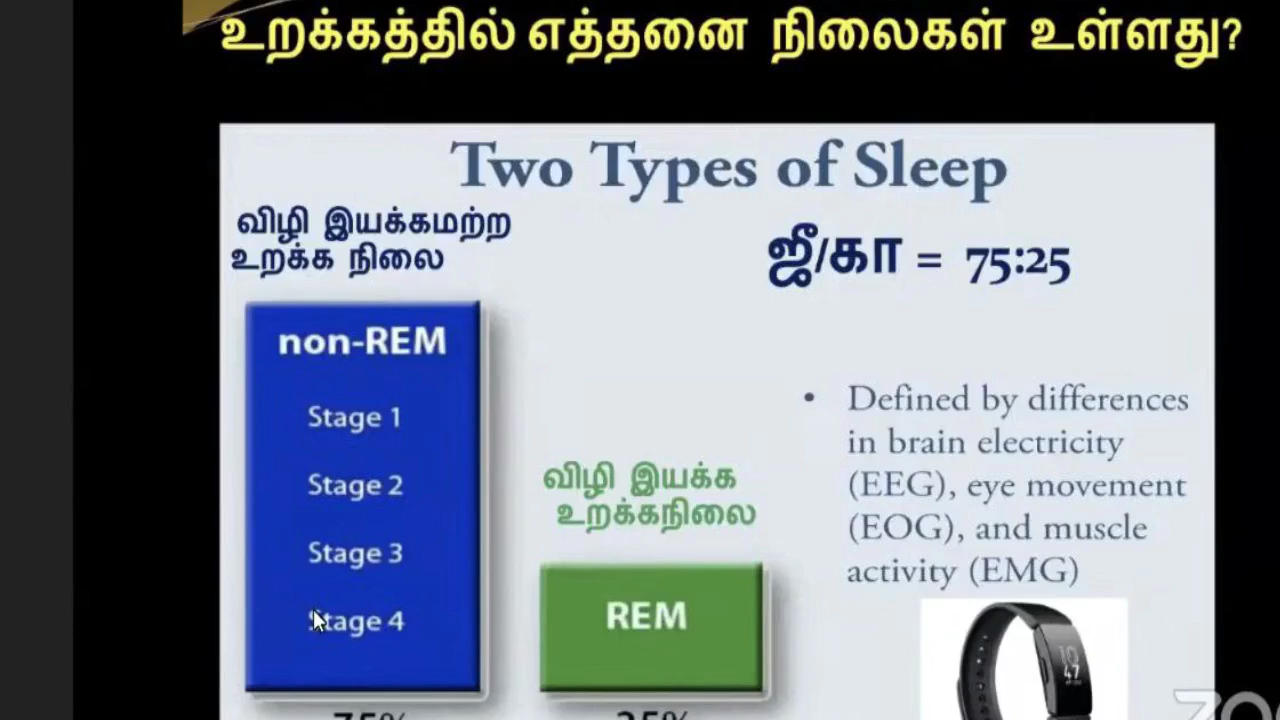 உறக்கத்தில் எத்தனை நிலைகள் உள்ளது?
Two Types of Sleep
விழி இயக்கமற்ற
உறக்க நிலை
ஜீ/கா = 75:25
non-REM
Stage 1
Stage 2
Stage 3
Stage 4
விழி இயக்க
உறக்கநிலை
REM
• Defined by differences
in brain electricity
(EEG), eye movement
(EOG), and muscle
activity (EMG)
75%
25%